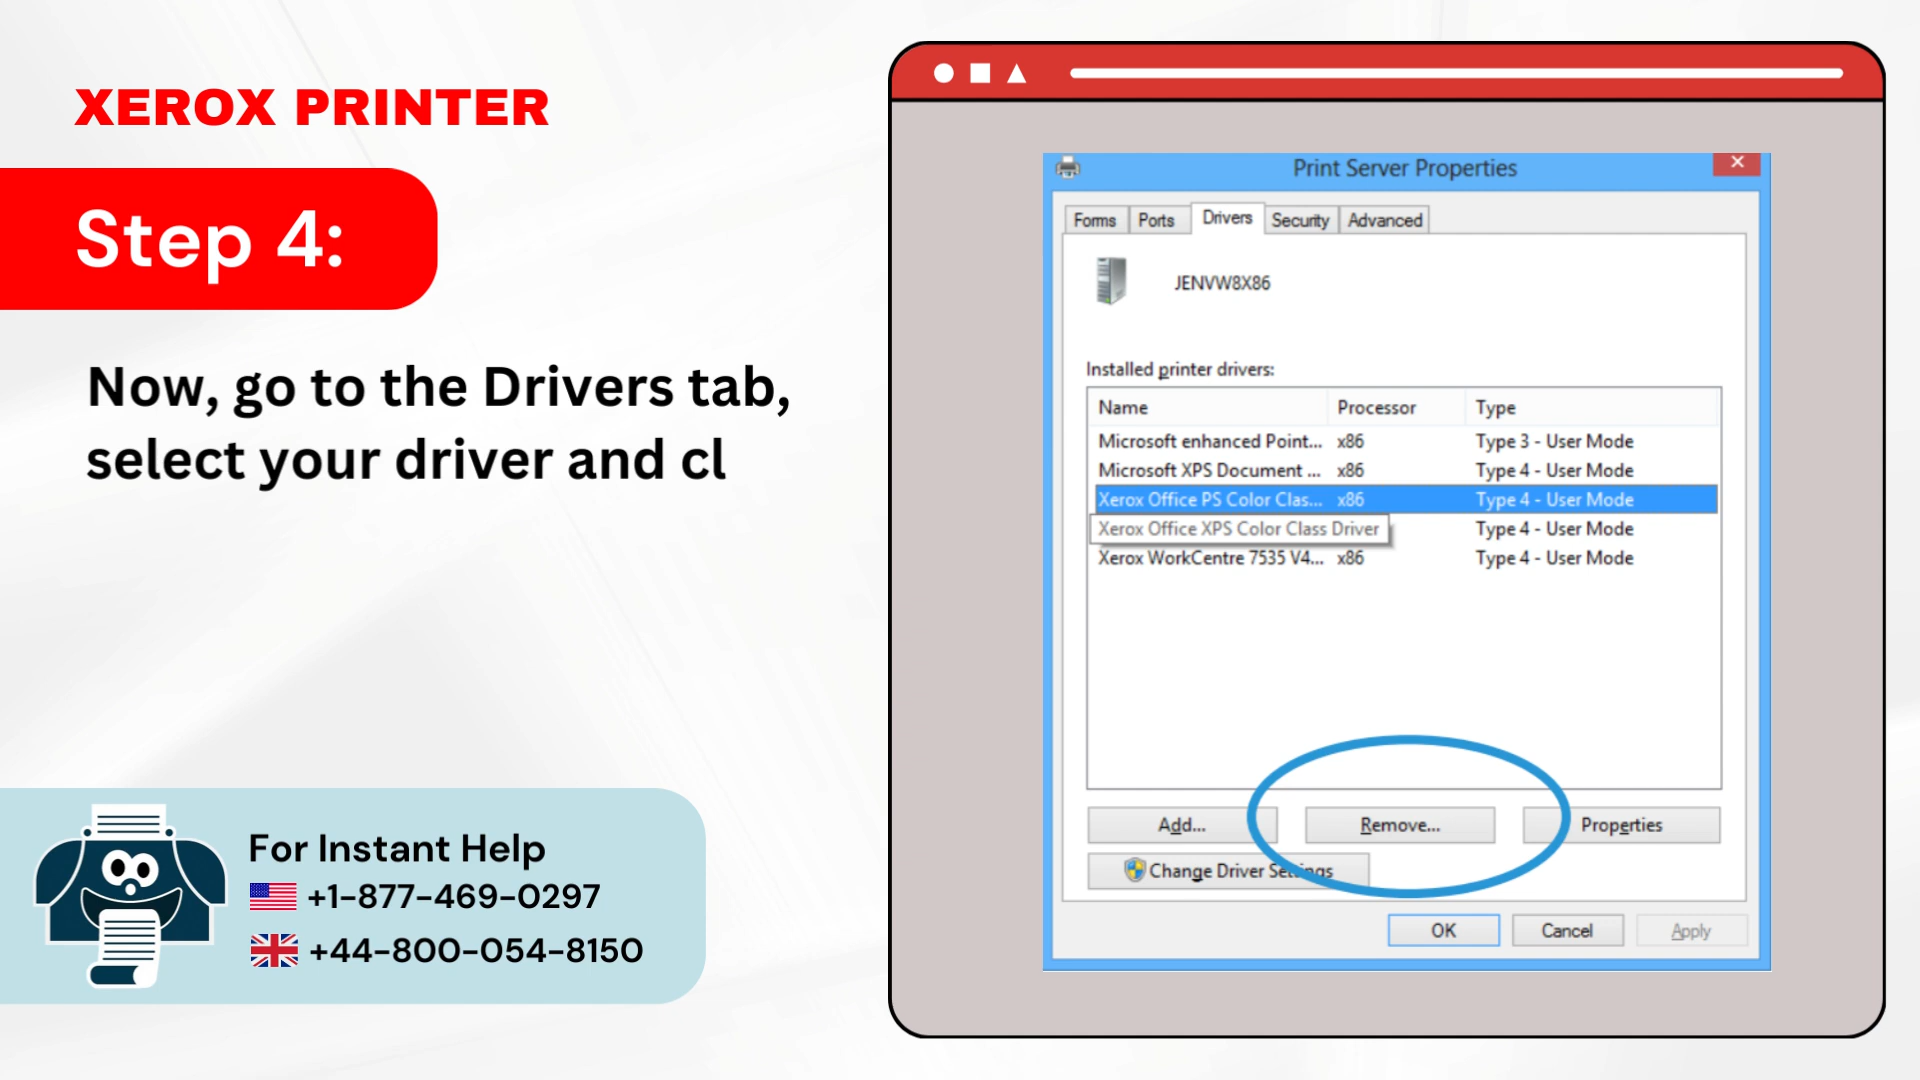 XEROX PRINTER
Step 4:
Now, go to the Drivers tab,
select your driver and cl
For Instant Help
+1-877-469-0297
+44-800-054-8150
Print Server Properties
Forms Ports Drivers Security Advanced
JENVW8X86
Installed printer drivers:
Name Processor Type
Microsoft enhanced Point... x86 Type 3 - User Mode
Microsoft XPS Document ... x86 Type 4 - User Mode
Xerox Office PS Color Clas... x86 Type 4 - User Mode
Xerox Office XPS Color Class Driver Type 4 - User Mode
Xerox WorkCentre 7535 V4... x86 Type 4 - User Mode
Add... Remove... Properties
Change Driver Settings
OK Cancel Apply